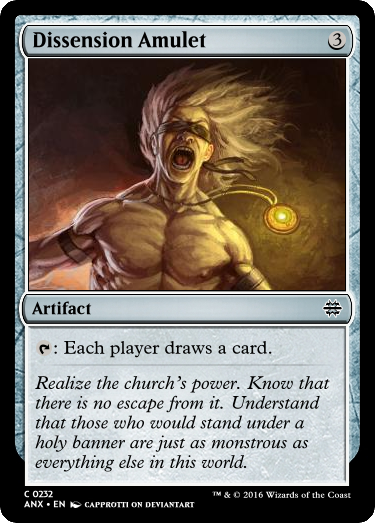 Dissension Amulet 3
Artifact
: Each player draws a card.
Realize the church's power. Know that
there is no escape from it. Understand
that those who would stand under a
holy banner are just as monstrous as
everything else in this world.
C 0232
ANX • EN CAPPROTTI ON DEVIANTART
™ & © 2016 Wizards of the Coast